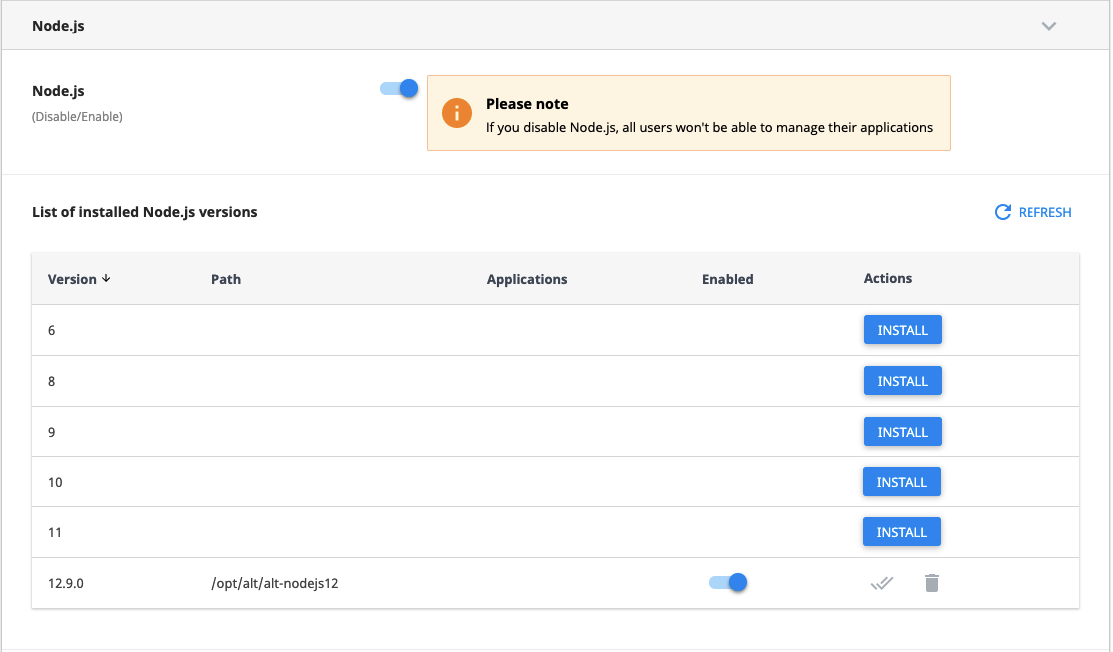 Node.js
Node.js
(Disable/Enable)
Please note
If you disable Node.js, all users won't be able to manage their applications
List of installed Node.js versions
REFRESH
Version Path Applications Enabled Actions
6 INSTALL
8 INSTALL
9 INSTALL
10 INSTALL
11 INSTALL
12.9.0 /opt/alt/alt-nodejs12